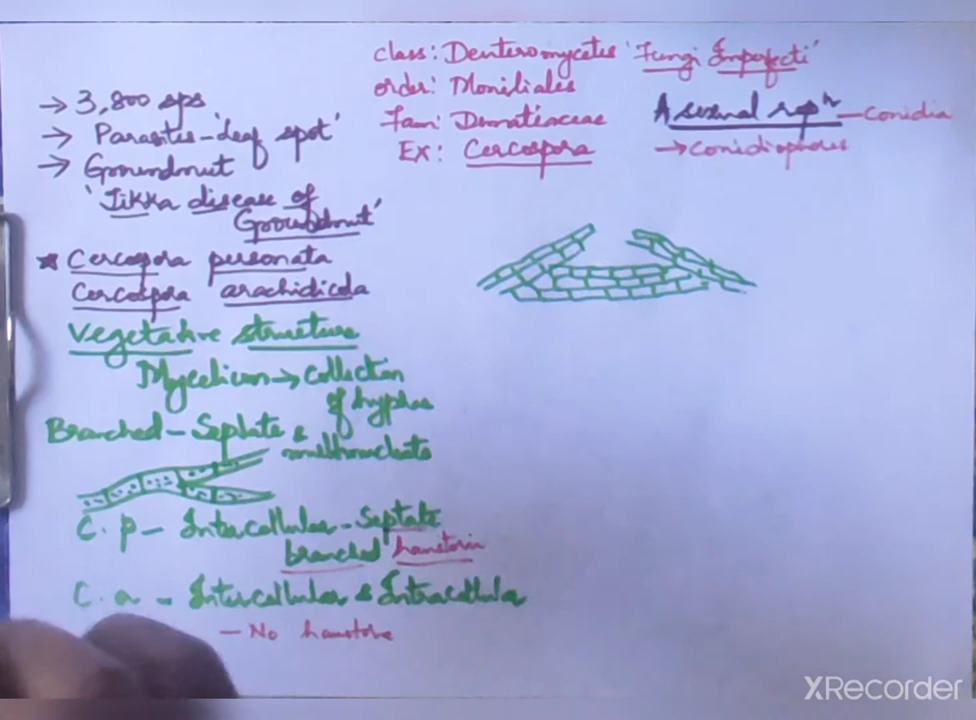 class: Deuteromycetes 'Fungi Imperfecti'
order: Moniliales
Fam: Dematiaceae
Ex: Cercospora
→ 3,800 sps
→ Parasites - 'leaf spot'
→ Groundnut
'Tikka disease of
Groundnut'
* Cercospora personata
Cercospora arachidicola
Vegetative structure
Mycelium → collection
of hyphae
Branched - Septate &
multinucleate
C. p - Intercellular - Septate
branched haustoria
C. a - Intercellular & Intracellular
- No haustoria
Asexual repn - conidia
→ conidiophores
XRecorder